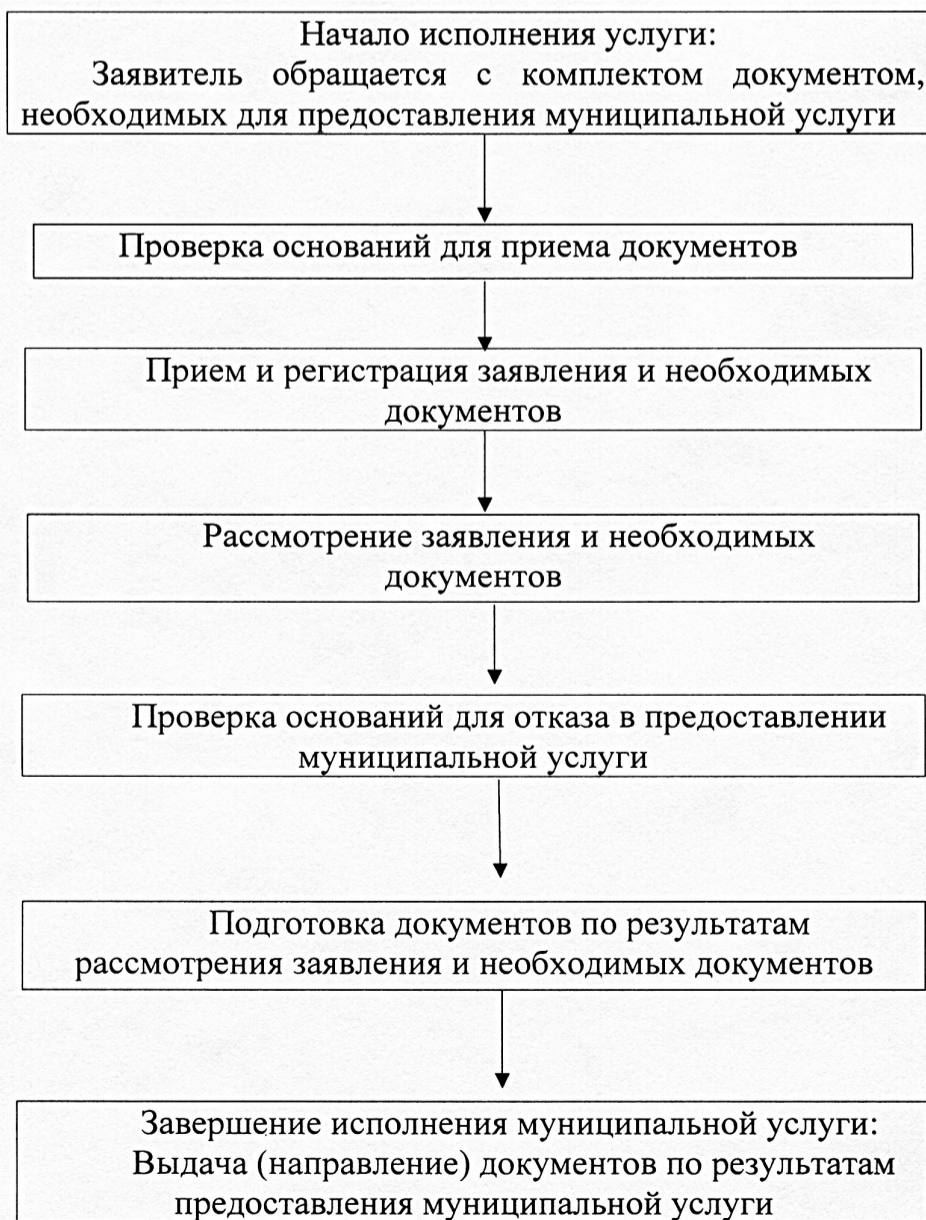 Начало исполнения услуги:
Заявитель обращается с комплектом документом,
необходимых для предоставления муниципальной услуги
Проверка оснований для приема документов
Прием и регистрация заявления и необходимых
документов
Рассмотрение заявления и необходимых
документов
Проверка оснований для отказа в предоставлении
муниципальной услуги
Подготовка документов по результатам
рассмотрения заявления и необходимых документов
Завершение исполнения муниципальной услуги:
Выдача (направление) документов по результатам
предоставления муниципальной услуги